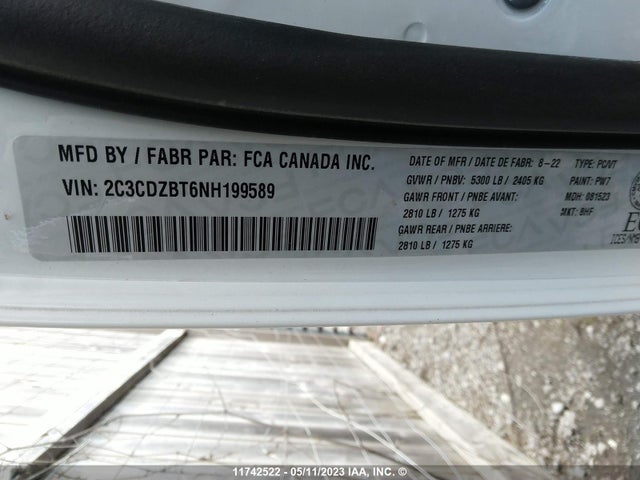 MFD BY / FABR PAR: FCA CANADA INC.
VIN: 2C3CDZBT6NH199589
DATE OF MFR / DATE DE FABR: 8-22
GVWR / PNBV: 5300 LB / 2405 KG
GAWR FRONT / PNBE AVANT:
2810 LB / 1275 KG
GAWR REAR / PNBE ARRIERE:
2810 LB / 1275 KG
TYPE: PC/VT
PAINT: PW7
MDH: 081523
MKT: BHF
11742522 - 05/11/2023 IAA, INC. ©